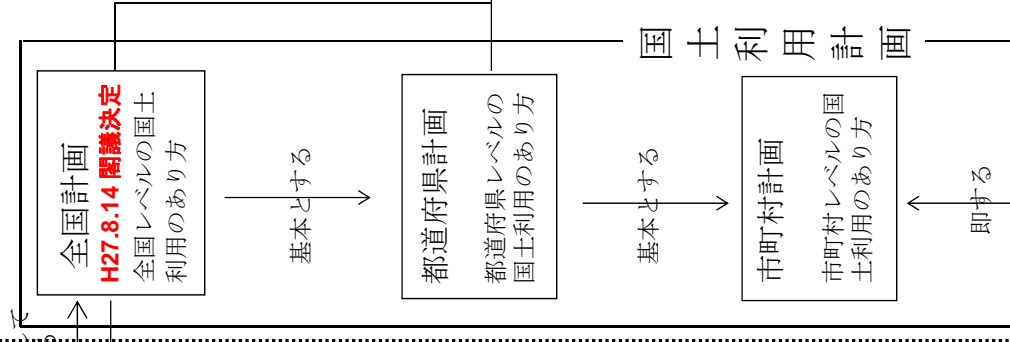 国土利用計画
全国計画
H27.8.14 閣議決定
全国レベルの国土
利用のあり方
基本とする
都道府県計画
都道府県レベルの
国土利用のあり方
基本とする
市町村計画
市町村レベルの国
土利用のあり方
即する